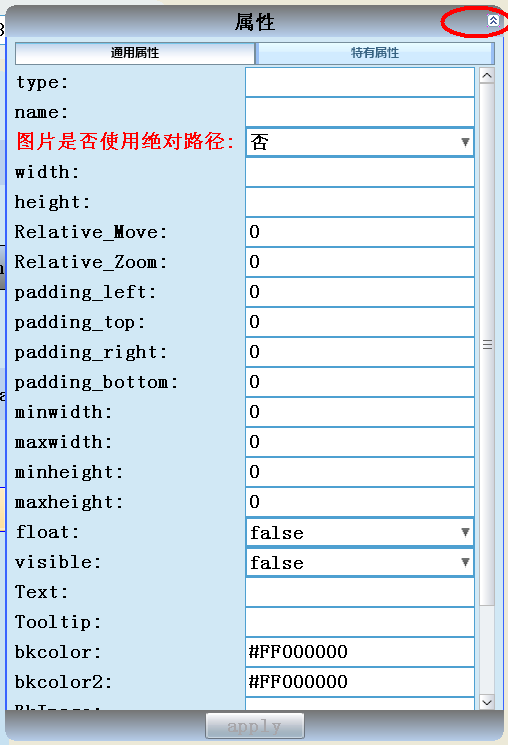 属性
通用属性 特有属性
type:
name:
图片是否使用绝对路径: 否
width:
height:
Relative_Move: 0
Relative_Zoom: 0
padding_left: 0
padding_top: 0
padding_right: 0
padding_bottom: 0
minwidth: 0
maxwidth: 0
minheight: 0
maxheight: 0
float: false
visible: false
Text:
Tooltip:
bkcolor: #FF000000
bkcolor2: #FF000000
apply